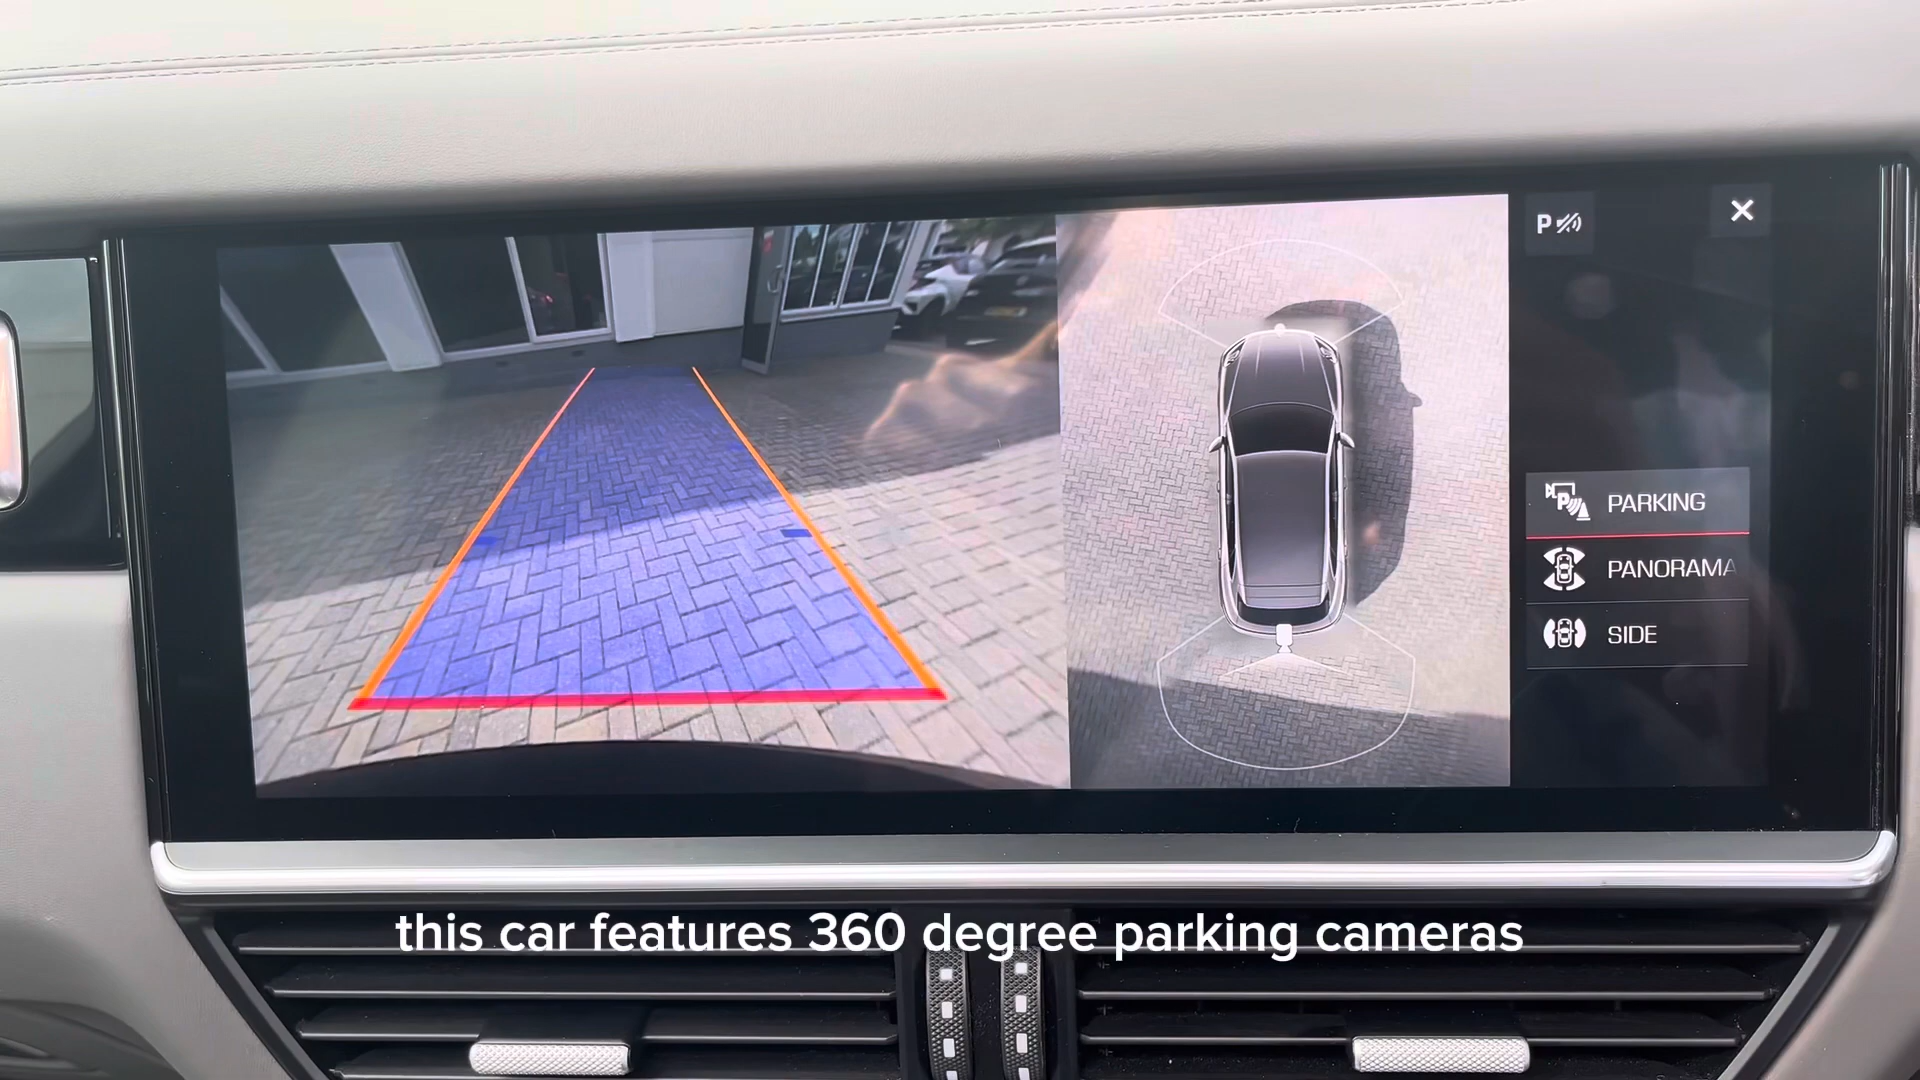 P
PARKING
PANORAMA
SIDE
this car features 360 degree parking cameras